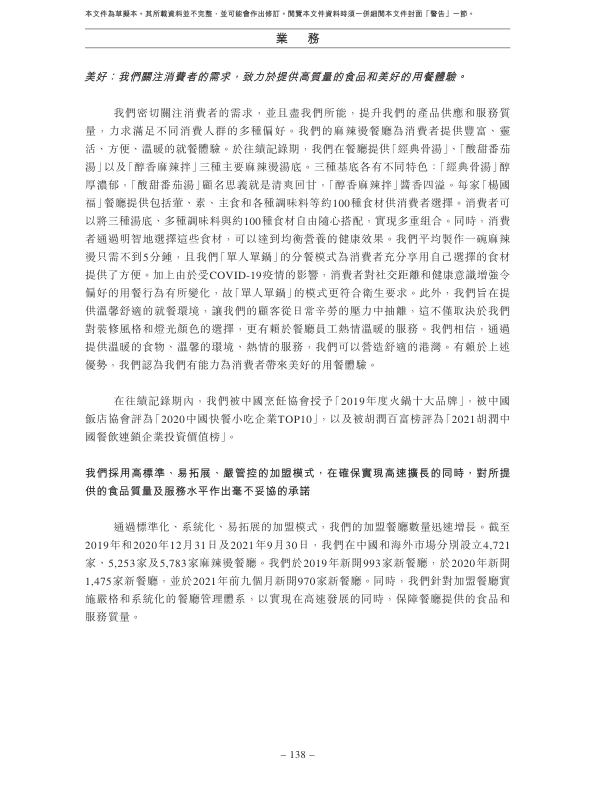 本文件為草擬本。其所載資料並不完整，並可能會作出修訂。閱覽本文件資料時須一併細閱本文件封面「警告」一節。
業　務
美好：我們關注消費者的需求，致力於提供高質量的食品和美好的用餐體驗。
我們密切關注消費者的需求，並且盡我們所能，提升我們的產品供應和服務質
量，力求滿足不同消費人群的多種偏好。我們的麻辣燙餐廳為消費者提供豐富、靈
活、方便、溫暖的就餐體驗。於往績記錄期，我們在餐廳提供「經典骨湯」、「酸甜番茄
湯」以及「醇香麻辣拌」三種主要麻辣燙湯底。三種基底各有不同特色：「經典骨湯」醇
厚濃郁，「酸甜番茄湯」顧名思義就是清爽回甘，「醇香麻辣拌」醬香四溢。每家「楊國
福」餐廳提供包括葷、素、主食和各種調味料等約100種食材供消費者選擇。消費者可
以將三種湯底、多種調味料與約100種食材自由隨心搭配，實現多重組合。同時，消費
者通過明智地選擇這些食材，可以達到均衡營養的健康效果。我們平均製作一碗麻辣
燙只需不到5分鍾，且我們「單人單鍋」的分餐模式為消費者充分享用自己選擇的食材
提供了方便。加上由於受COVID-19疫情的影響，消費者對社交距離和健康意識增強令
偏好的用餐行為有所變化，故「單人單鍋」的模式更符合衛生要求。此外，我們旨在提
供溫馨舒適的就餐環境，讓我們的顧客從日常辛勞的壓力中抽離，這不僅取決於我們
對裝修風格和燈光顏色的選擇，更有賴於餐廳員工熱情溫暖的服務。我們相信，通過
提供溫暖的食物、溫馨的環境、熱情的服務，我們可以營造舒適的港灣。有賴於上述
優勢，我們認為我們有能力為消費者帶來美好的用餐體驗。
在往績記錄期內，我們被中國烹飪協會授予「2019年度火鍋十大品牌」，被中國
飯店協會評為「2020中國快餐小吃企業TOP10」，以及被胡潤百富榜評為「2021胡潤中
國餐飲連鎖企業投資價值榜」。
我們採用高標準、易拓展、嚴管控的加盟模式，在確保實現高速擴長的同時，對所提
供的食品質量及服務水平作出毫不妥協的承諾
通過標準化、系統化、易拓展的加盟模式，我們的加盟餐廳數量迅速增長。截至
2019年和2020年12月31日及2021年9月30日，我們在中國和海外市場分別設立4,721
家、5,253家及5,783家麻辣燙餐廳。我們於2019年新開993家新餐廳，於2020年新開
1,475家新餐廳，並於2021年前九個月新開970家新餐廳。同時，我們針對加盟餐廳實
施嚴格和系統化的餐廳管理體系，以實現在高速發展的同時，保障餐廳提供的食品和
服務質量。
– 138 –